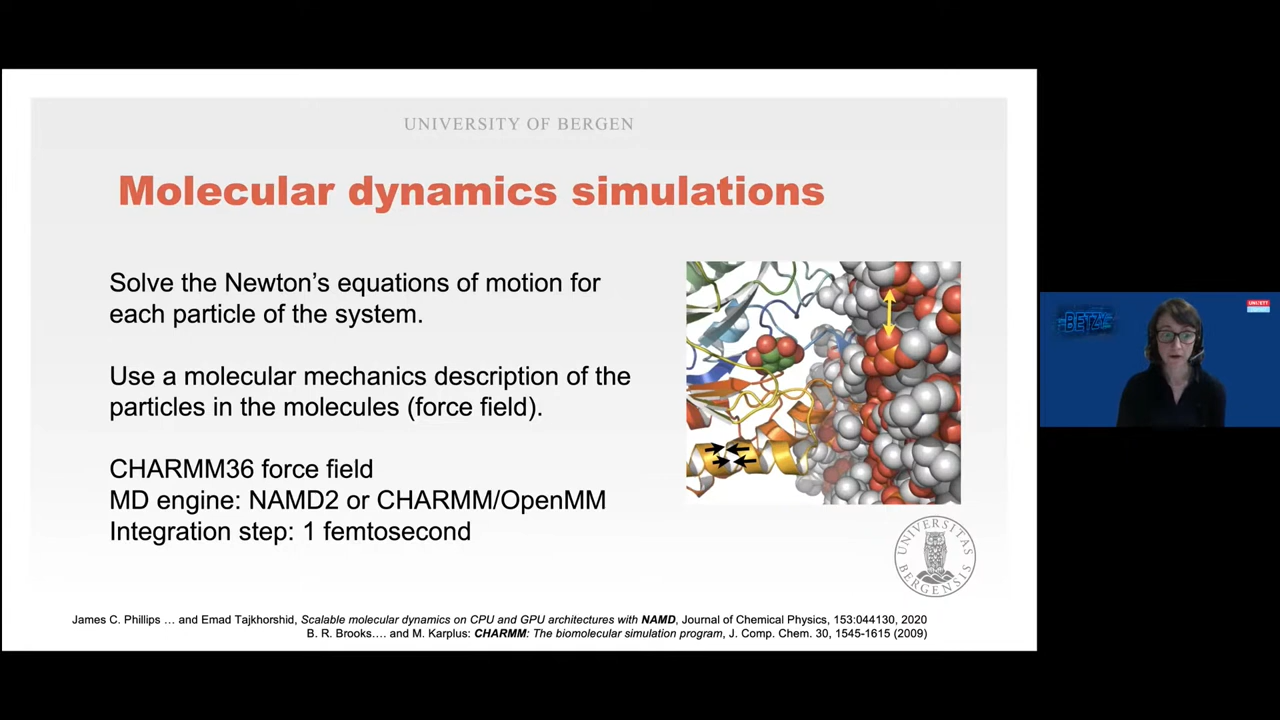 UNIVERSITY OF BERGEN
Molecular dynamics simulations
Solve the Newton’s equations of motion for
each particle of the system.
Use a molecular mechanics description of the
particles in the molecules (force field).
CHARMM36 force field
MD engine: NAMD2 or CHARMM/OpenMM
Integration step: 1 femtosecond
UNIVERSITAS
BERGENSIS
James C. Phillips … and Emad Tajkhorshid, Scalable molecular dynamics on CPU and GPU architectures with NAMD, Journal of Chemical Physics, 153:044130, 2020
B. R. Brooks…. and M. Karplus: CHARMM: The biomolecular simulation program, J. Comp. Chem. 30, 1545-1615 (2009)
BETZY